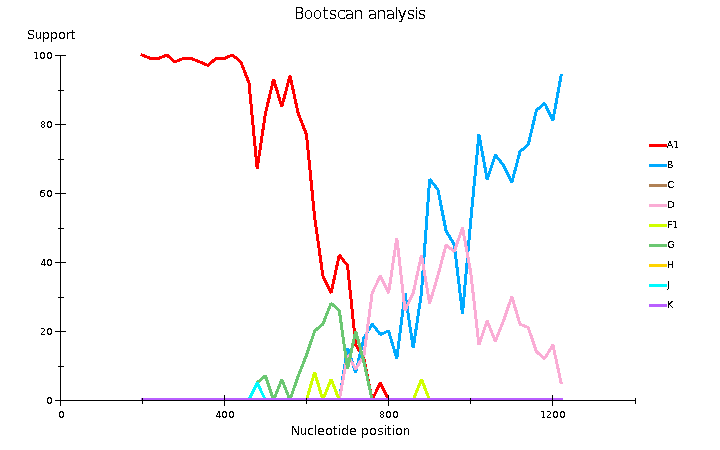 Bootscan analysis
Support
100
80
60
40
20
0
0 400 800 1200
Nucleotide position
A1
B
C
D
F1
G
H
J
K